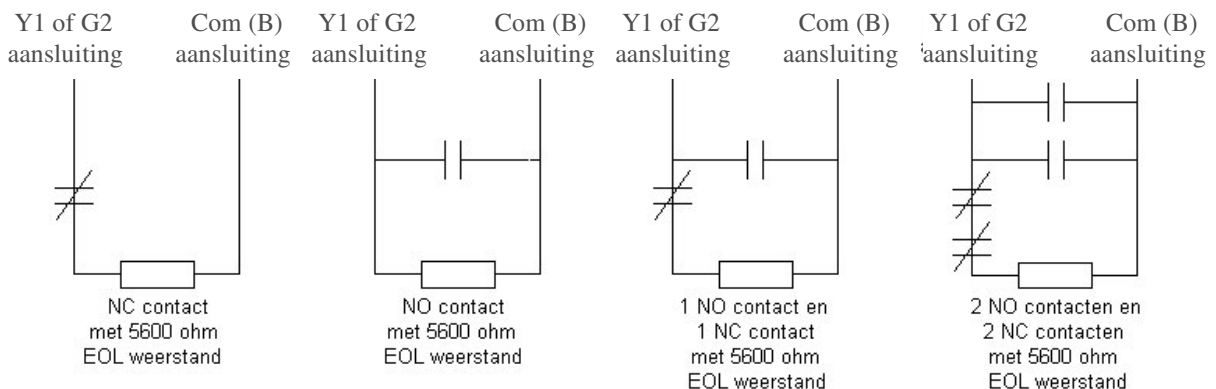 Y1 of G2
aansluiting
Com (B)
aansluiting
Y1 of G2
aansluiting
Com (B)
aansluiting
Y1 of G2
aansluiting
Com (B)
aansluiting
Y1 of G2
aansluiting
Com (B)
aansluiting
NC contact
met 5600 ohm
EOL weerstand
NO contact
met 5600 ohm
EOL weerstand
1 NO contact en
1 NC contact
met 5600 ohm
EOL weerstand
2 NO contacten en
2 NC contacten
met 5600 ohm
EOL weerstand